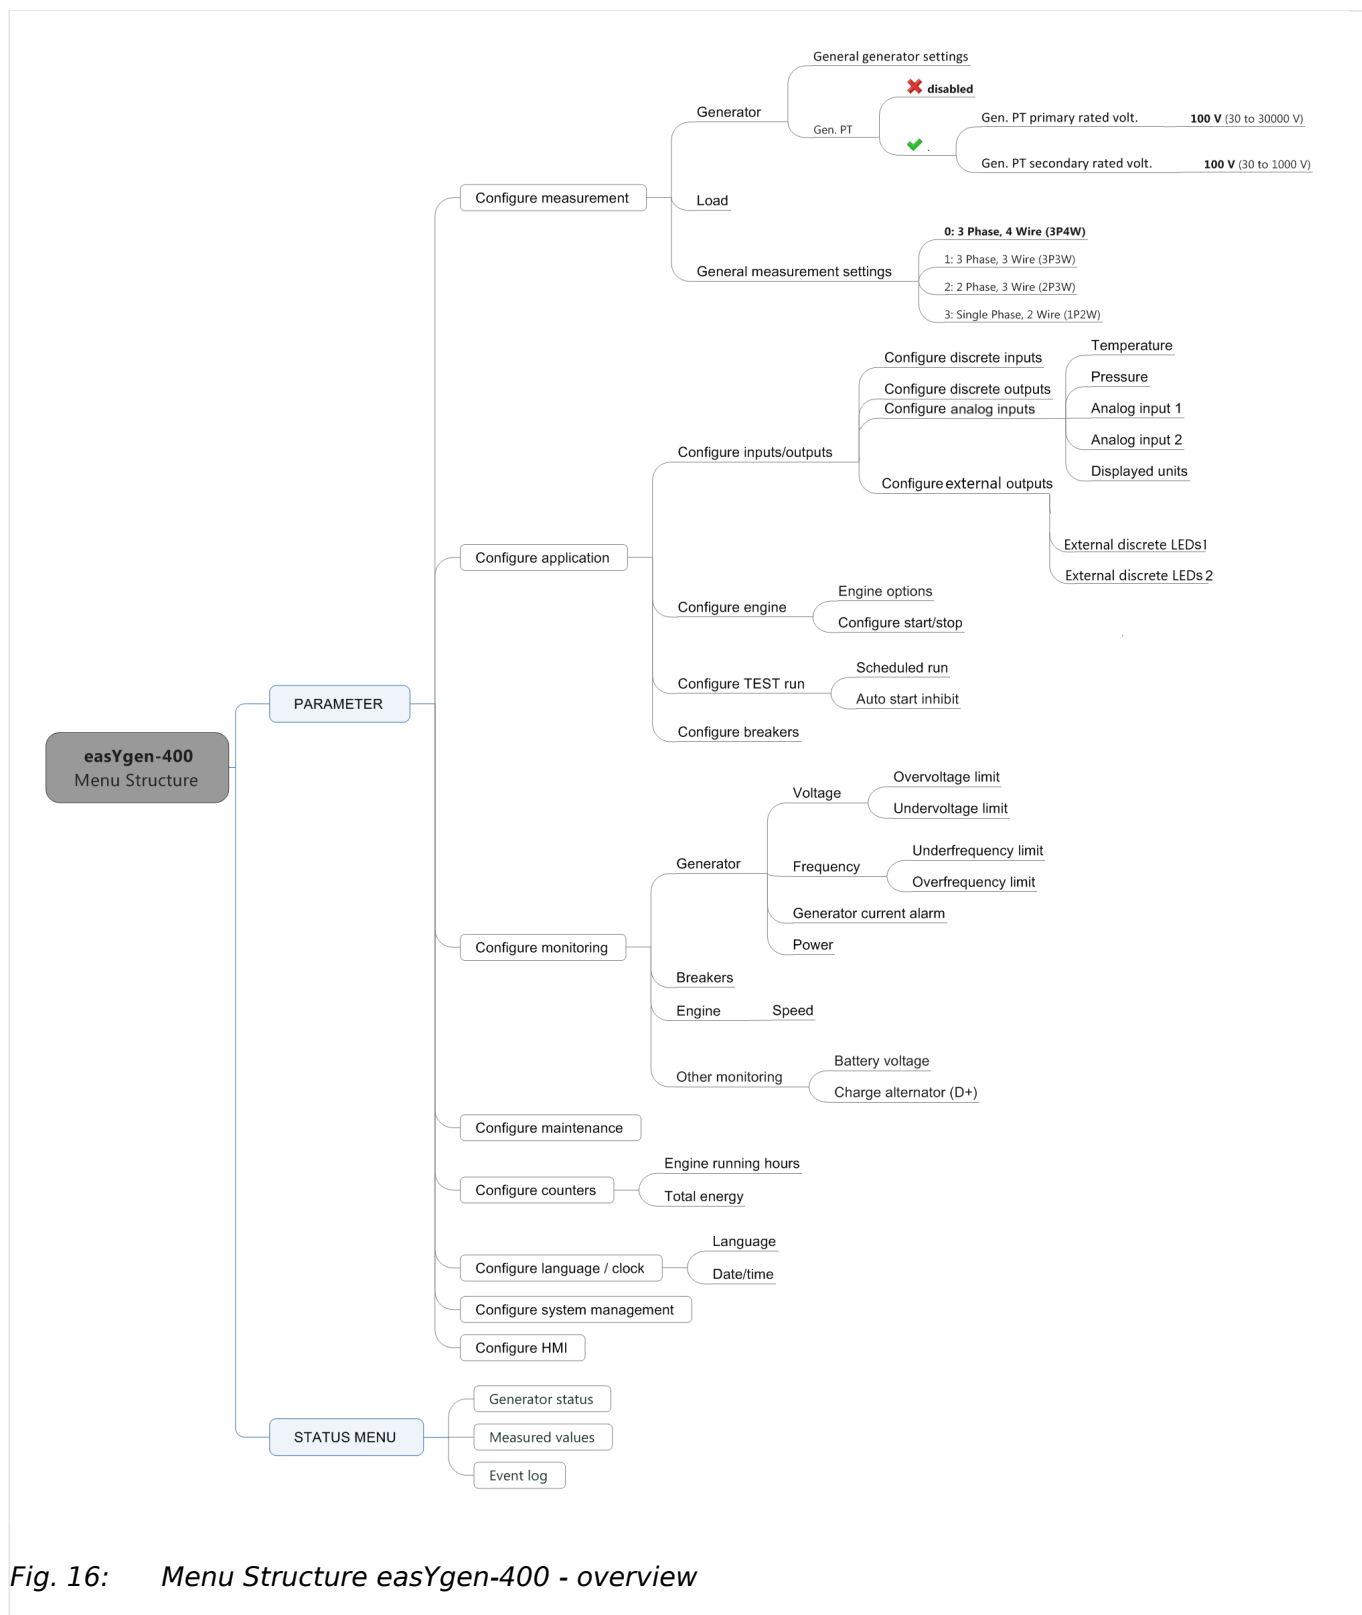 easYgen-400
Menu Structure
PARAMETER
Configure measurement
Generator
General generator settings
Gen. PT
disabled
.
Gen. PT primary rated volt.
100 V (30 to 30000 V)
Gen. PT secondary rated volt.
100 V (30 to 1000 V)
Load
General measurement settings
0: 3 Phase, 4 Wire (3P4W)
1: 3 Phase, 3 Wire (3P3W)
2: 2 Phase, 3 Wire (2P3W)
3: Single Phase, 2 Wire (1P2W)
Configure application
Configure inputs/outputs
Configure discrete inputs
Configure discrete outputs
Configure analog inputs
Temperature
Pressure
Analog input 1
Analog input 2
Displayed units
Configure external outputs
External discrete LEDs1
External discrete LEDs 2
Configure engine
Engine options
Configure start/stop
Configure TEST run
Scheduled run
Auto start inhibit
Configure breakers
Configure monitoring
Generator
Voltage
Overvoltage limit
Undervoltage limit
Frequency
Underfrequency limit
Overfrequency limit
Generator current alarm
Power
Breakers
Engine
Speed
Other monitoring
Battery voltage
Charge alternator (D+)
Configure maintenance
Configure counters
Engine running hours
Total energy
Configure language / clock
Language
Date/time
Configure system management
Configure HMI
STATUS MENU
Generator status
Measured values
Event log
Fig. 16: Menu Structure easYgen-400 - overview